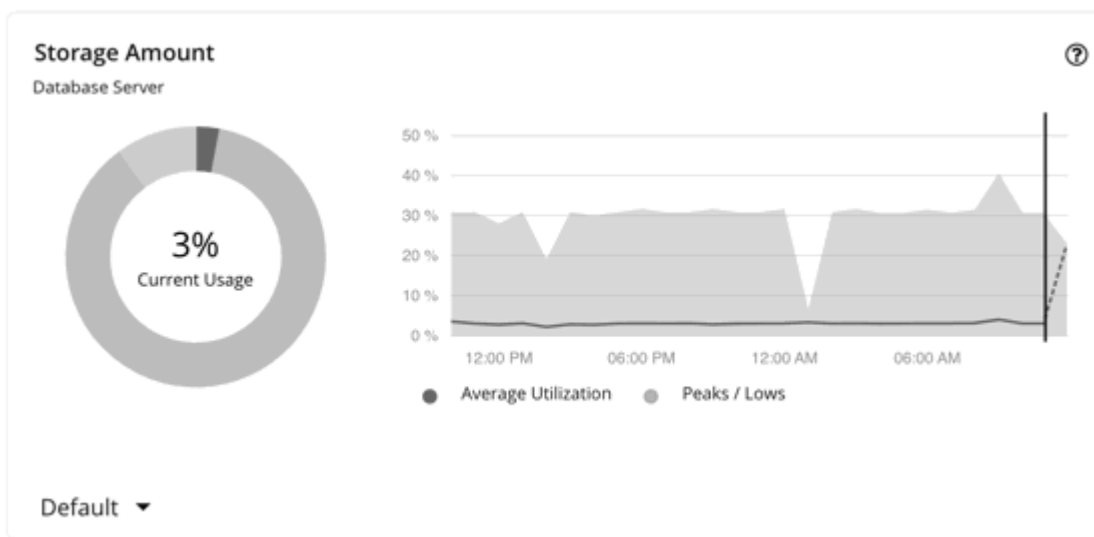 Storage Amount
Database Server
3%
Current Usage
50 %
40 %
30 %
20 %
10 %
0 %
12:00 PM 06:00 PM 12:00 AM 06:00 AM
Average Utilization Peaks / Lows
Default